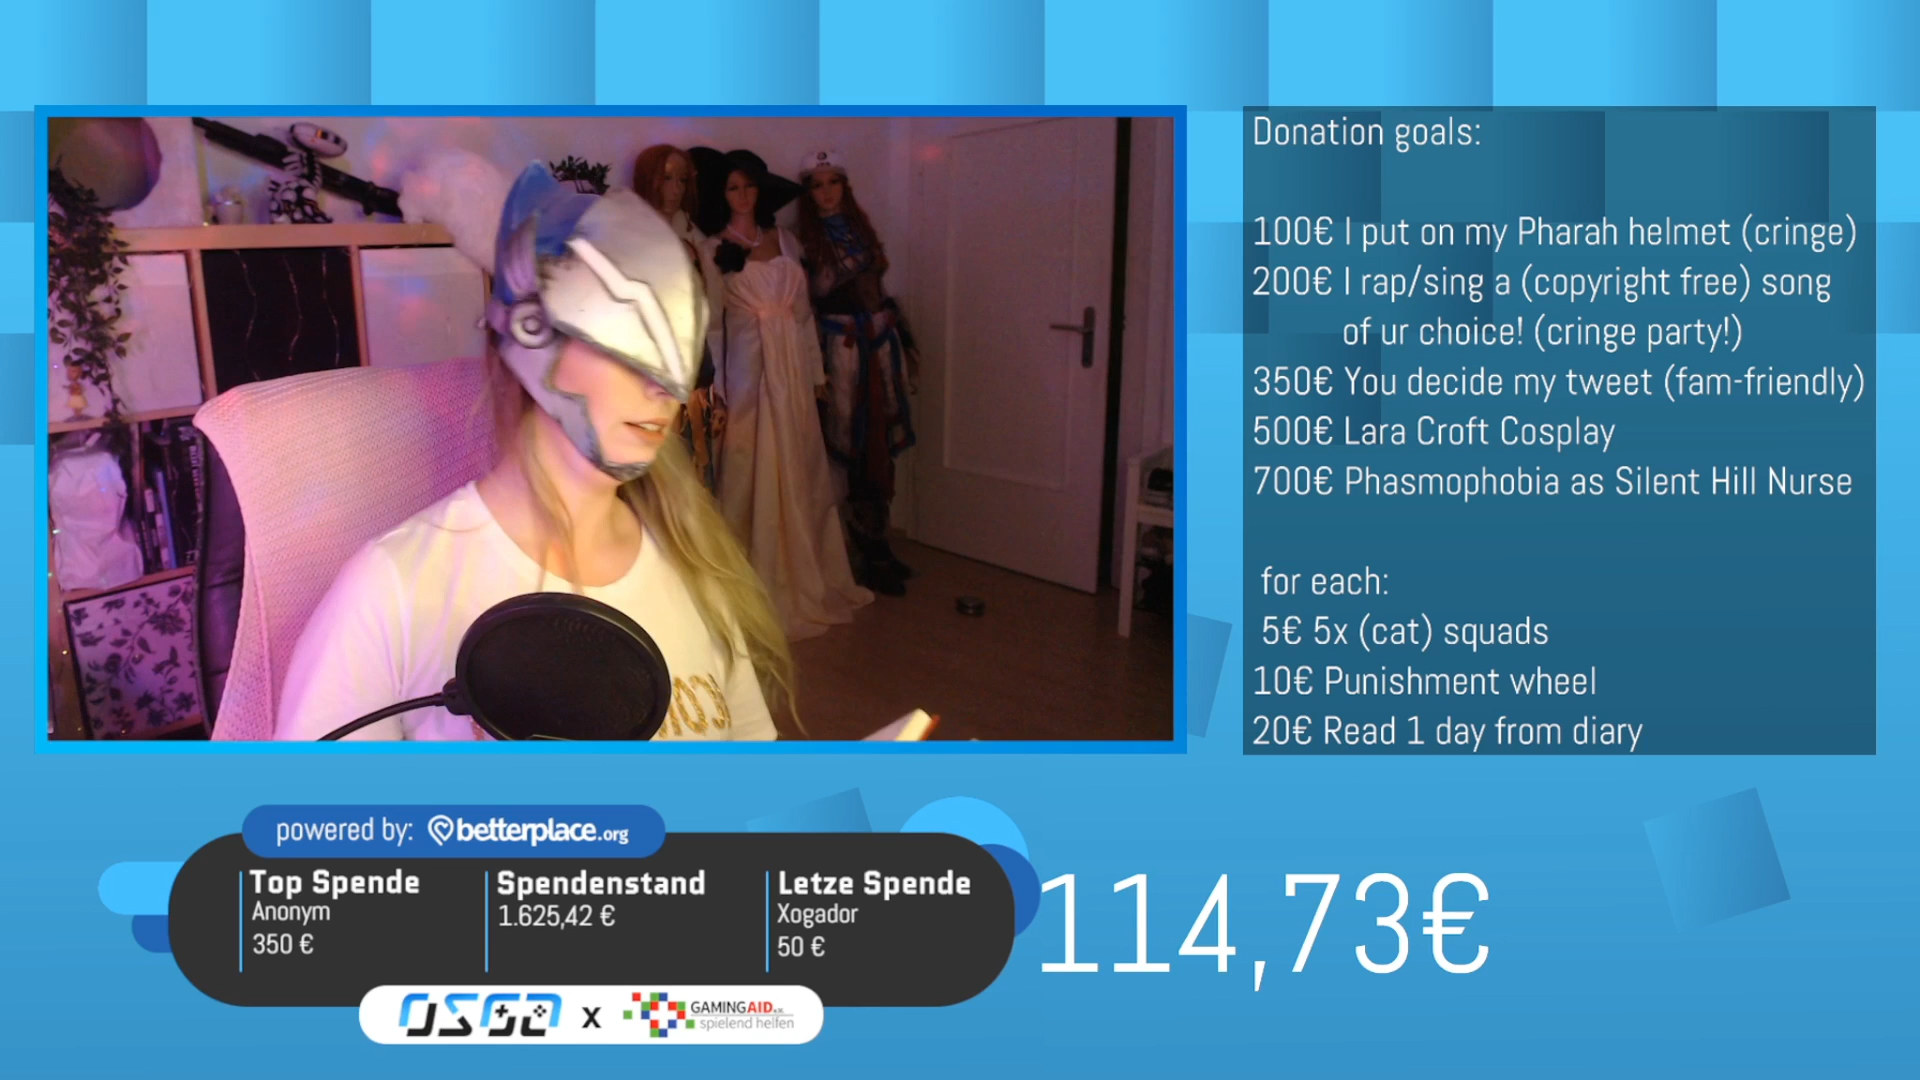 Donation goals:
100€ I put on my Pharah helmet (cringe)
200€ I rap/sing a (copyright free) song
of ur choice! (cringe party!)
350€ You decide my tweet (fam-friendly)
500€ Lara Croft Cosplay
700€ Phasmophobia as Silent Hill Nurse
for each:
5€ 5x (cat) squads
10€ Punishment wheel
20€ Read 1 day from diary
powered by: betterplace.org
Top Spende
Anonym
350 €
Spendenstand
1.625,42 €
Letze Spende
Xogador
50 €
114,73€
x
GAMINGAID e.V.
spielend helfen